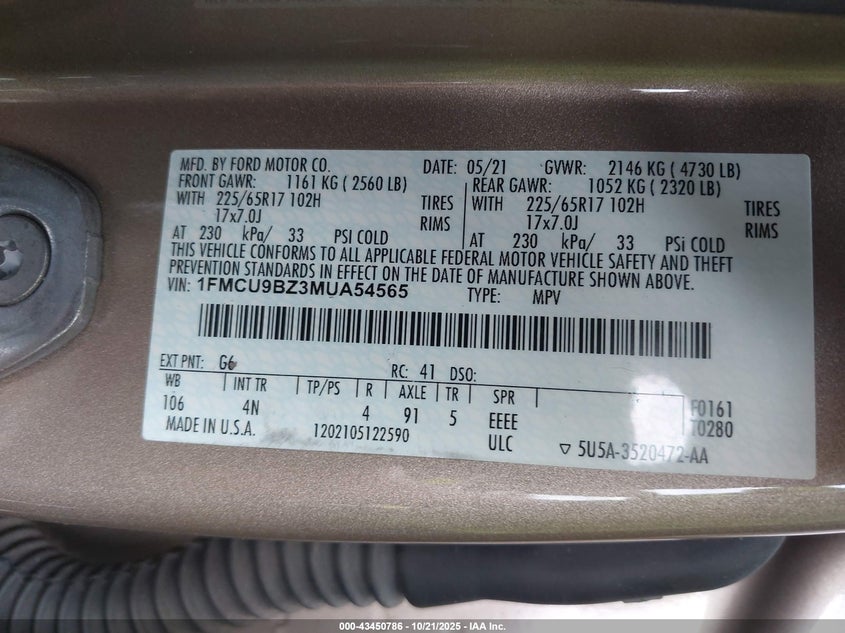 MFD. BY FORD MOTOR CO. DATE: 05/21 GVWR: 2146 KG ( 4730 LB)
FRONT GAWR: 1161 KG ( 2560 LB) REAR GAWR: 1052 KG ( 2320 LB)
WITH 225/65R17 102H TIRES WITH 225/65R17 102H TIRES
17x7.0J RIMS 17x7.0J RIMS
AT 230 kPa/ 33 PSI COLD AT 230 kPa/ 33 PSi COLD
THIS VEHICLE CONFORMS TO ALL APPLICABLE FEDERAL MOTOR VEHICLE SAFETY AND THEFT
PREVENTION STANDARDS IN EFFECT ON THE DATE OF MANUFACTURE SHOWN ABOVE.
VIN: 1FMCU9BZ3MUA54565 TYPE: MPV
EXT PNT: G6 RC: 41 DSO:
WB INT TR TP/PS R AXLE TR SPR F0161
106 4N 4 91 5 EEEE T0280
MADE IN U.S.A. 1202105122590 ULC 5U5A-3520472-AA
000-43450786 - 10/21/2025 - IAA Inc.